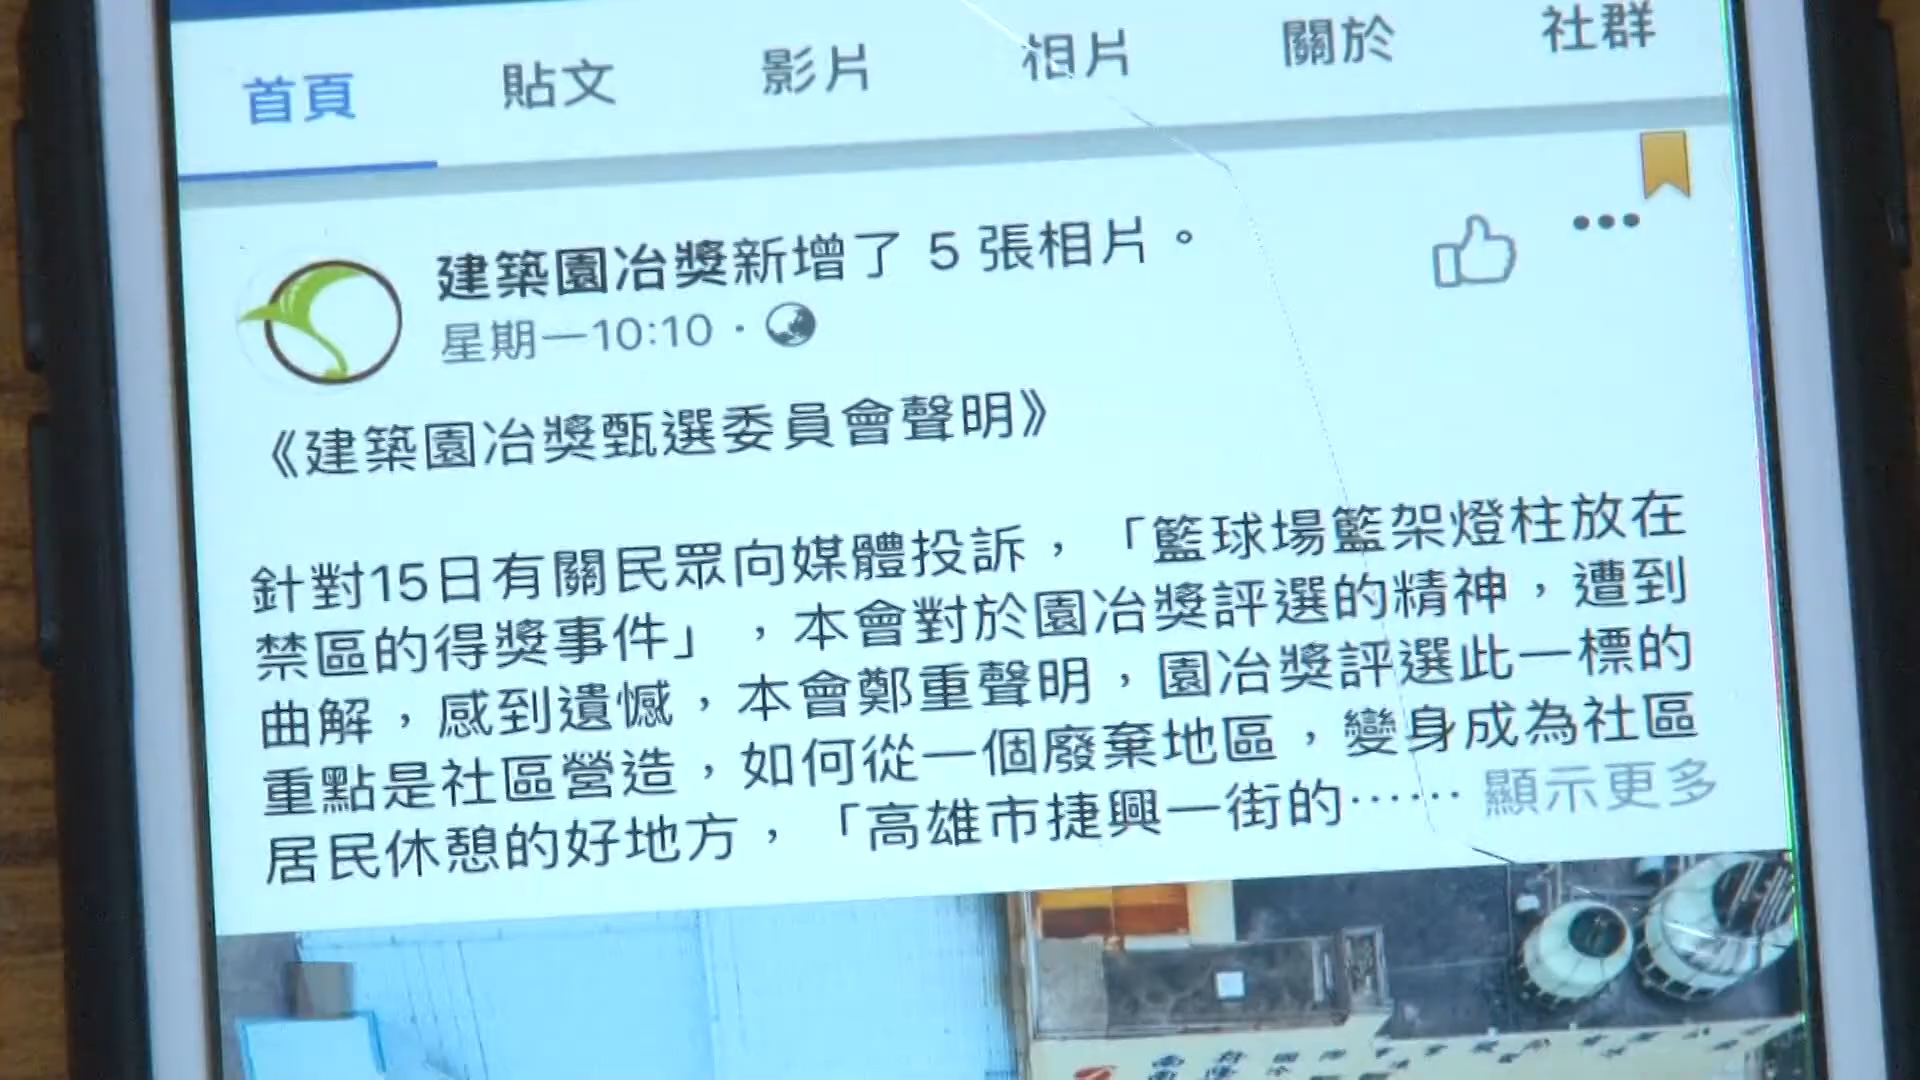 首頁 貼文 影片 相片 關於 社群
建築園冶獎新增了 5 張相片。
星期一10:10 ·
《建築園冶獎甄選委員會聲明》
針對15日有關民眾向媒體投訴，「籃球場籃架燈柱放在
禁區的得獎事件」，本會對於園冶獎評選的精神，遭到
曲解，感到遺憾，本會鄭重聲明，園冶獎評選此一標的
重點是社區營造，如何從一個廢棄地區，變身成為社區
居民休憩的好地方，「高雄市捷興一街的…… 顯示更多